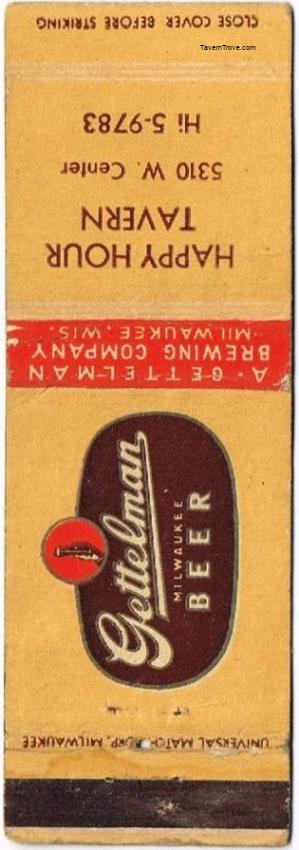 TavernTrove.com
CLOSE COVER BEFORE STRIKING
HAPPY HOUR
TAVERN
5310 W. Center
Hi 5-9783
A·GETTELMAN
BREWING COMPANY
·MILWAUKEE, WIS.
Gettelman
MILWAUKEE
BEER
UNIVERSAL MATCH CORP., MILWAUKEE